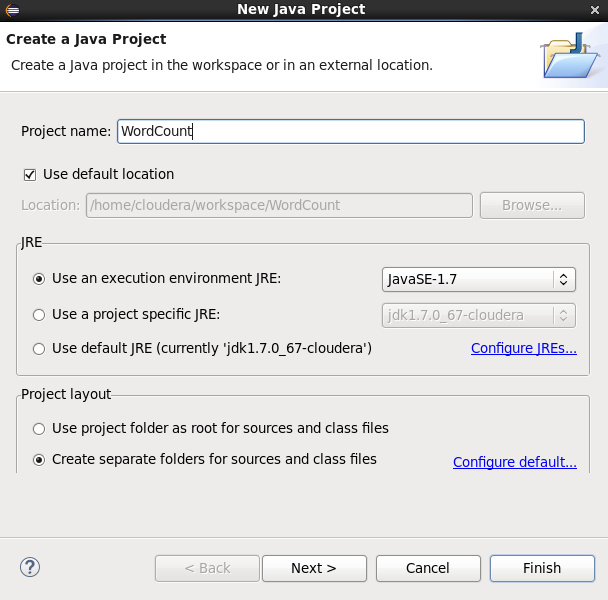 New Java Project
Create a Java Project
Create a Java project in the workspace or in an external location.
Project name: WordCount
Use default location
Location: /home/cloudera/workspace/WordCount Browse...
JRE
Use an execution environment JRE: JavaSE-1.7
Use a project specific JRE: jdk1.7.0_67-cloudera
Use default JRE (currently 'jdk1.7.0_67-cloudera') Configure JREs...
Project layout
Use project folder as root for sources and class files
Create separate folders for sources and class files Configure default...
? < Back Next > Cancel Finish